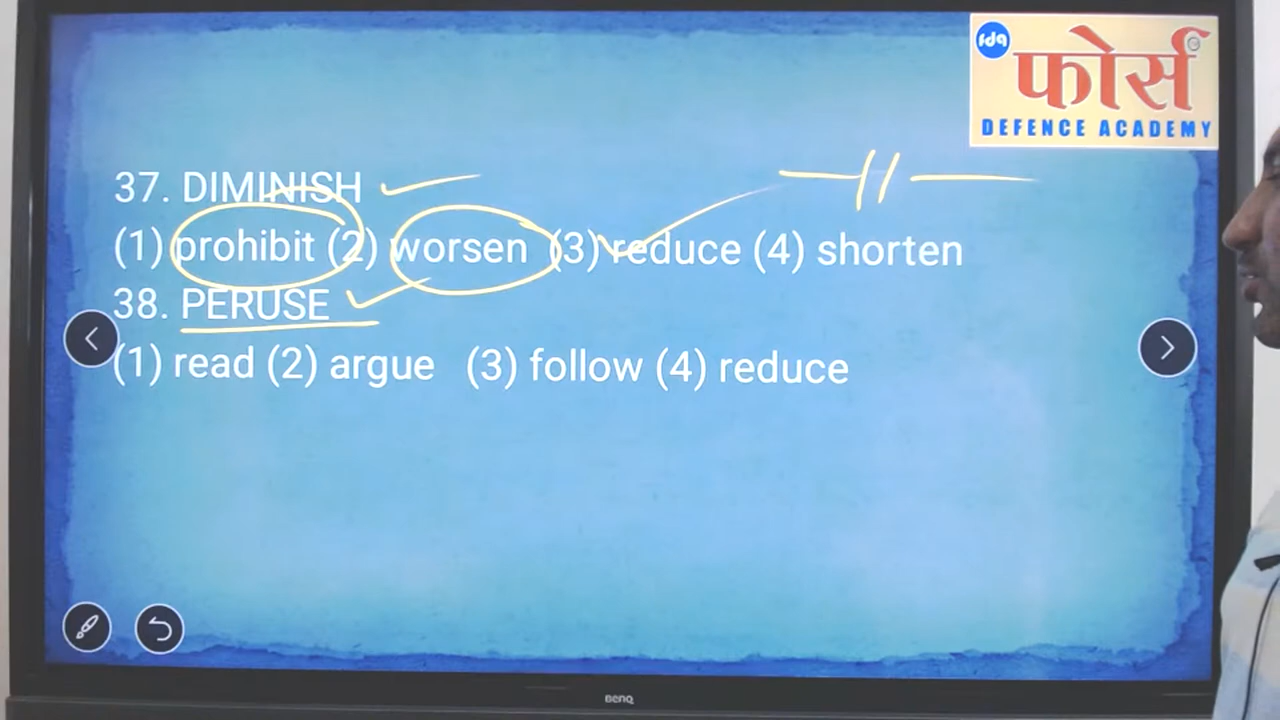 fda
फोर्स
DEFENCE ACADEMY
37. DIMINISH
(1) prohibit (2) worsen (3) reduce (4) shorten
38. PERUSE
(1) read (2) argue (3) follow (4) reduce
BENQ